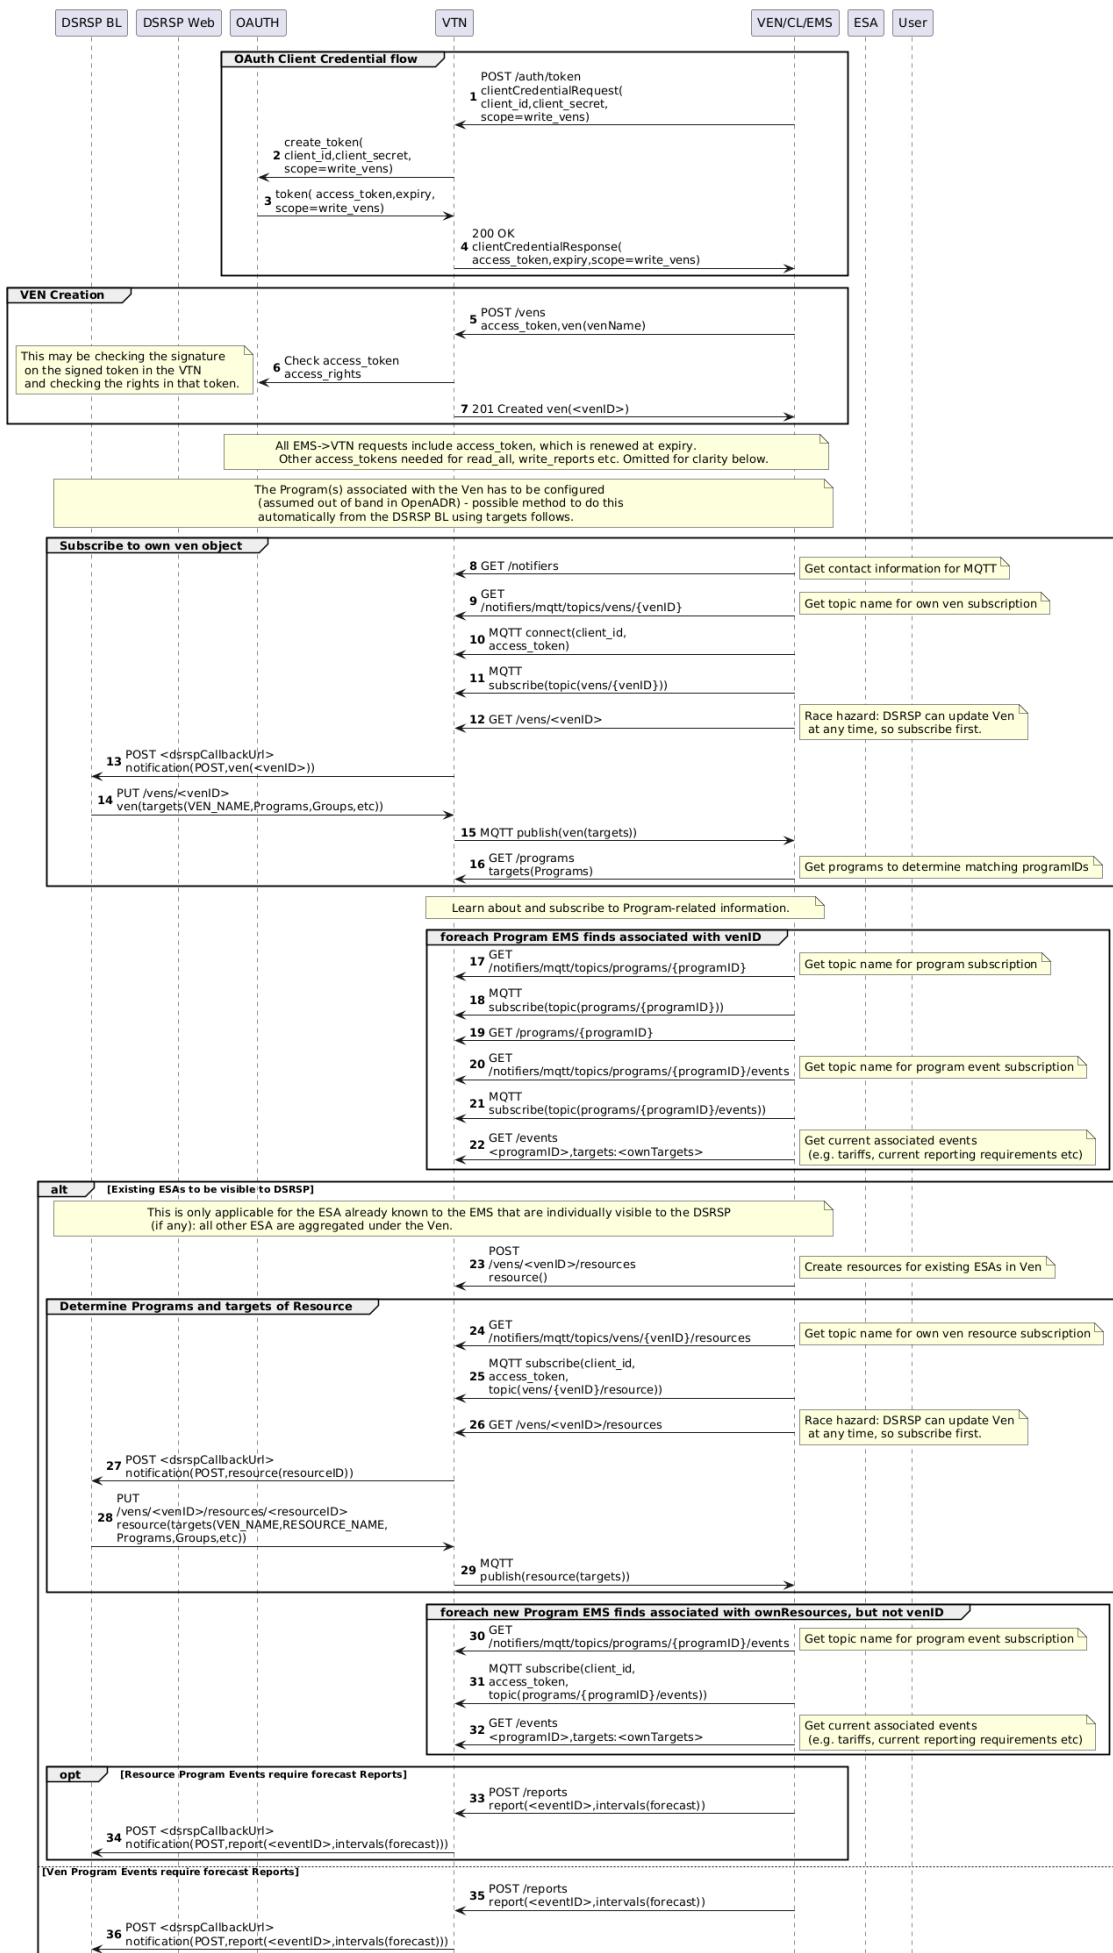 DSRSP BL
DSRSP Web
OAUTH
VTN
VEN/CL/EMS
ESA
User
OAuth Client Credential flow
1
POST /auth/token
clientCredentialRequest(
client_id,client_secret,
scope=write_vens)
2
create_token(
client_id,client_secret,
scope=write_vens)
3
token( access_token,expiry,
scope=write_vens)
4
200 OK
clientCredentialResponse(
access_token,expiry,scope=write_vens)
VEN Creation
5
POST /vens
access_token,ven(venName)
This may be checking the signature
on the signed token in the VTN
and checking the rights in that token.
6
Check access_token
access_rights
7 201 Created ven(<venID>)
All EMS->VTN requests include access_token, which is renewed at expiry.
Other access_tokens needed for read_all, write_reports etc. Omitted for clarity below.
The Program(s) associated with the Ven has to be configured
(assumed out of band in OpenADR) - possible method to do this
automatically from the DSRSP BL using targets follows.
Subscribe to own ven object
8 GET /notifiers
Get contact information for MQTT
9
GET
/notifiers/mqtt/topics/vens/{venID}
Get topic name for own ven subscription
10
MQTT connect(client_id,
access_token)
11
MQTT
subscribe(topic(vens/{venID}))
12 GET /vens/<venID>
Race hazard: DSRSP can update Ven
at any time, so subscribe first.
13
POST <dsrspCallbackUrl>
notification(POST,ven(<venID>))
14
PUT /vens/<venID>
ven(targets(VEN_NAME,Programs,Groups,etc))
15 MQTT publish(ven(targets))
16
GET /programs
targets(Programs)
Get programs to determine matching programIDs
Learn about and subscribe to Program-related information.
foreach Program EMS finds associated with venID
17
GET
/notifiers/mqtt/topics/programs/{programID}
Get topic name for program subscription
18
MQTT
subscribe(topic(programs/{programID}))
19 GET /programs/{programID}
20
GET
/notifiers/mqtt/topics/programs/{programID}/events
Get topic name for program event subscription
21
MQTT
subscribe(topic(programs/{programID}/events))
22
GET /events
<programID>,targets:<ownTargets>
Get current associated events
(e.g. tariffs, current reporting requirements etc)
alt
[Existing ESAs to be visible to DSRSP]
This is only applicable for the ESA already known to the EMS that are individually visible to the DSRSP
(if any): all other ESA are aggregated under the Ven.
23
POST
/vens/<venID>/resources
resource()
Create resources for existing ESAs in Ven
Determine Programs and targets of Resource
24
GET
/notifiers/mqtt/topics/vens/{venID}/resources
Get topic name for own ven resource subscription
25
MQTT subscribe(client_id,
access_token,
topic(vens/{venID}/resource))
26 GET /vens/<venID>/resources
Race hazard: DSRSP can update Ven
at any time, so subscribe first.
27
POST <dsrspCallbackUrl>
notification(POST,resource(resourceID))
28
PUT
/vens/<venID>/resources/<resourceID>
resource(targets(VEN_NAME,RESOURCE_NAME,
Programs,Groups,etc))
29
MQTT
publish(resource(targets))
foreach new Program EMS finds associated with ownResources, but not venID
30
GET
/notifiers/mqtt/topics/programs/{programID}/events
Get topic name for program event subscription
31
MQTT subscribe(client_id,
access_token,
topic(programs/{programID}/events))
32
GET /events
<programID>,targets:<ownTargets>
Get current associated events
(e.g. tariffs, current reporting requirements etc)
opt
[Resource Program Events require forecast Reports]
33
POST /reports
report(<eventID>,intervals(forecast))
34
POST <dsrspCallbackUrl>
notification(POST,report(<eventID>,intervals(forecast)))
[Ven Program Events require forecast Reports]
35
POST /reports
report(<eventID>,intervals(forecast))
36
POST <dsrspCallbackUrl>
notification(POST,report(<eventID>,intervals(forecast)))